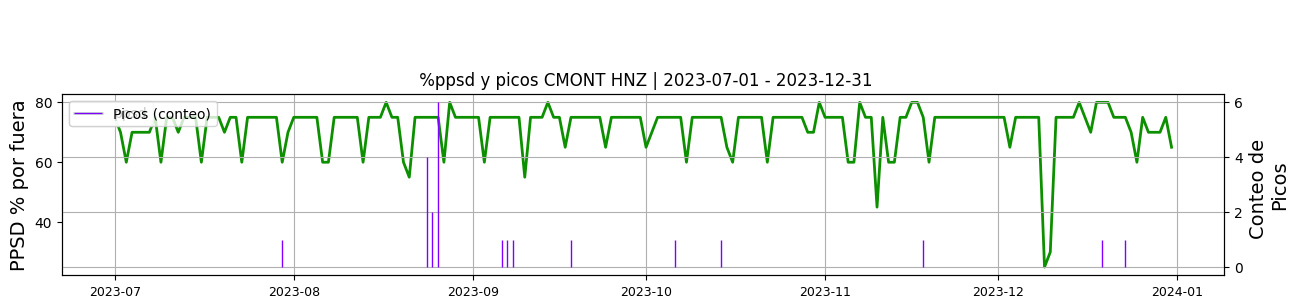 %ppsd y picos CMONT HNZ | 2023-07-01 - 2023-12-31
PPSD % por fuera
80
60
40
Picos (conteo)
6
4
2
0
Conteo de
Picos
2023-07
2023-08
2023-09
2023-10
2023-11
2023-12
2024-01